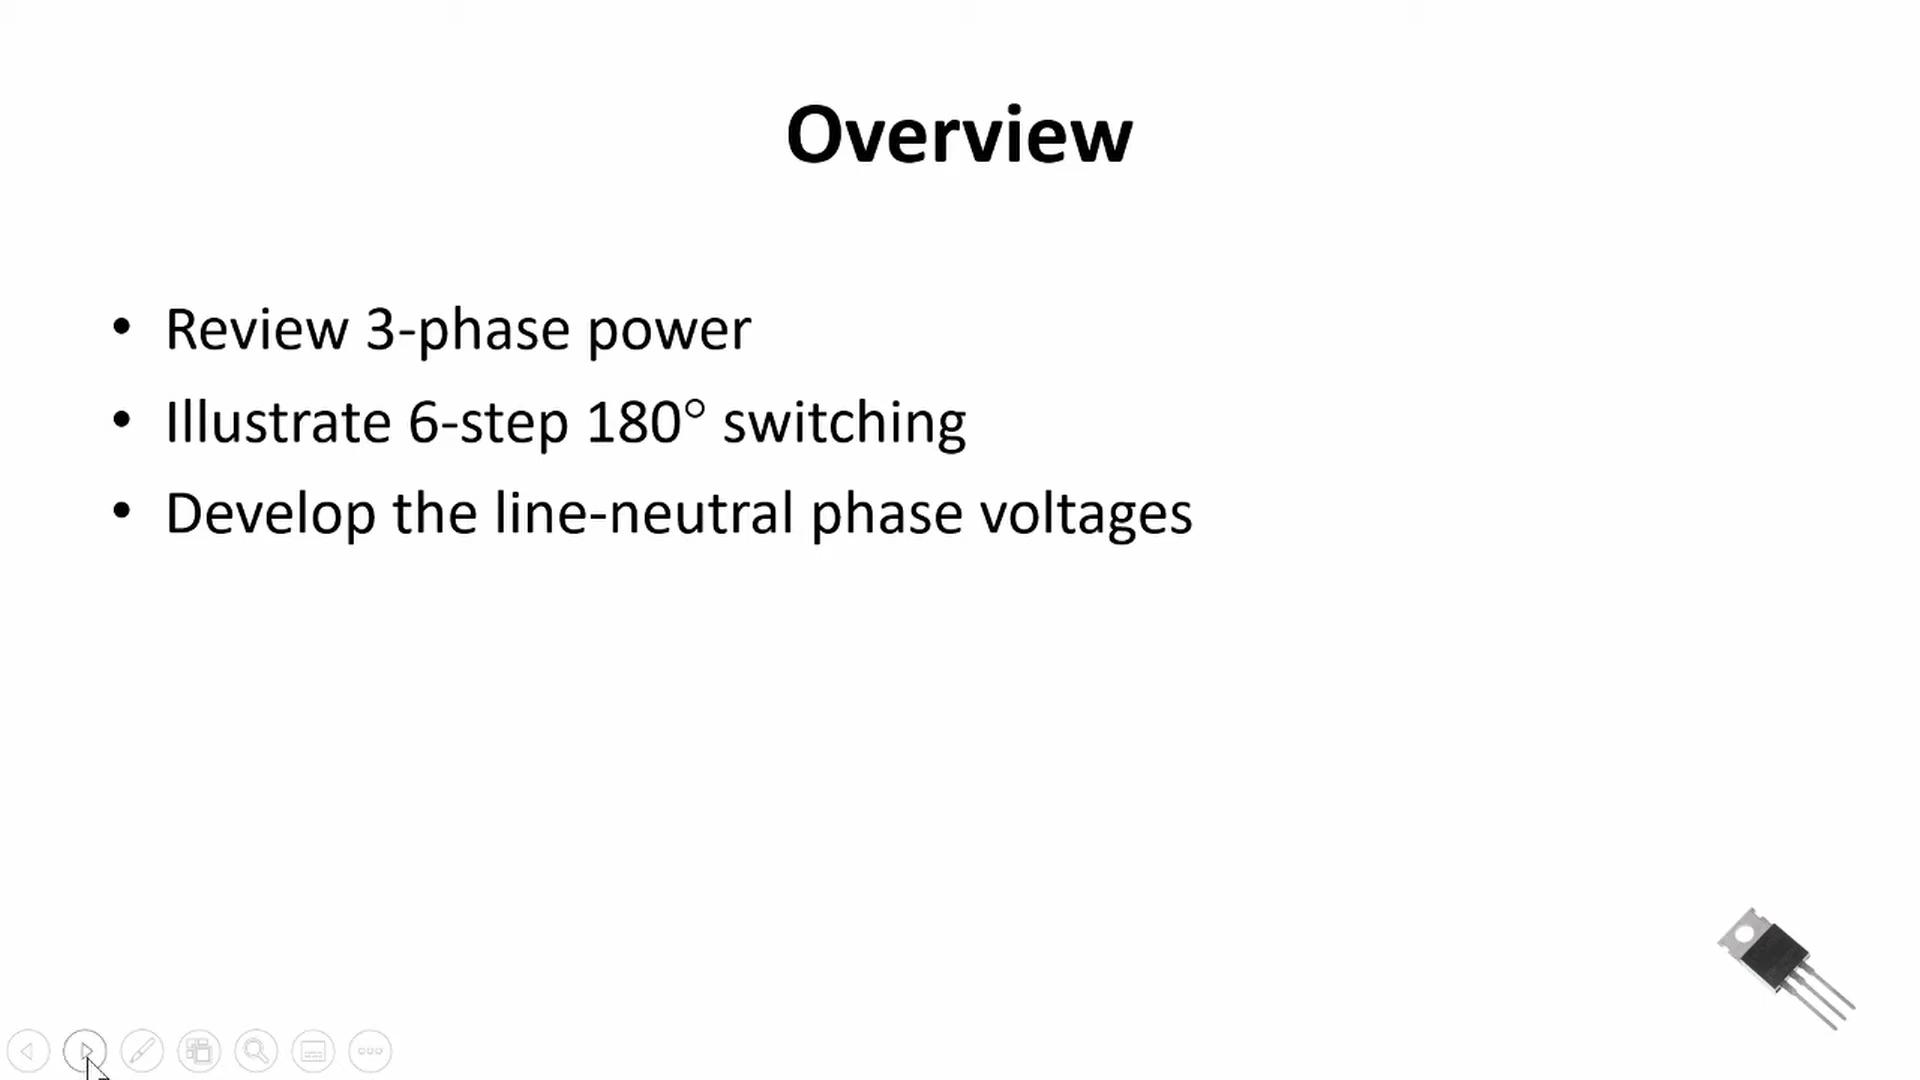 Overview
• Review 3-phase power
• Illustrate 6-step 180° switching
• Develop the line-neutral phase voltages